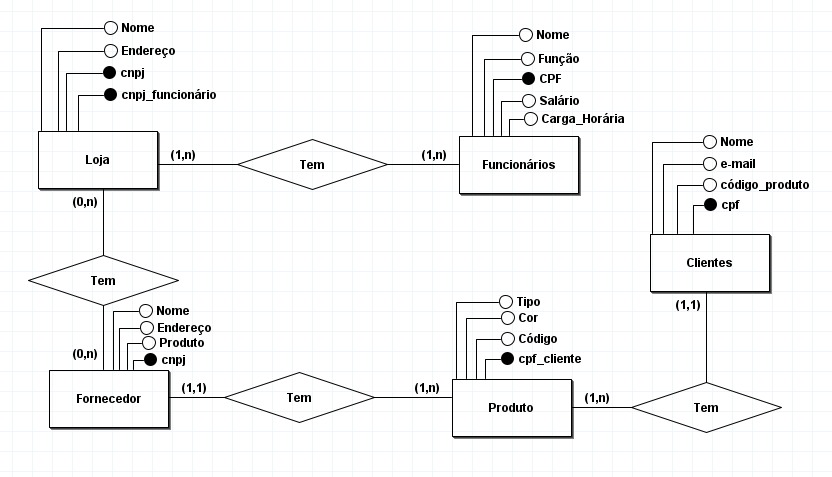 Nome
Endereço
cnpj
cnpj_funcionário
Loja
(1,n)
Tem
(1,n)
Nome
Função
CPF
Salário
Carga_Horária
Funcionários
Nome
e-mail
código_produto
cpf
Clientes
(1,1)
(0,n)
Tem
(0,n)
Nome
Endereço
Produto
cnpj
Fornecedor
(1,1)
Tem
(1,n)
Tipo
Cor
Código
cpf_cliente
Produto
(1,n)
Tem